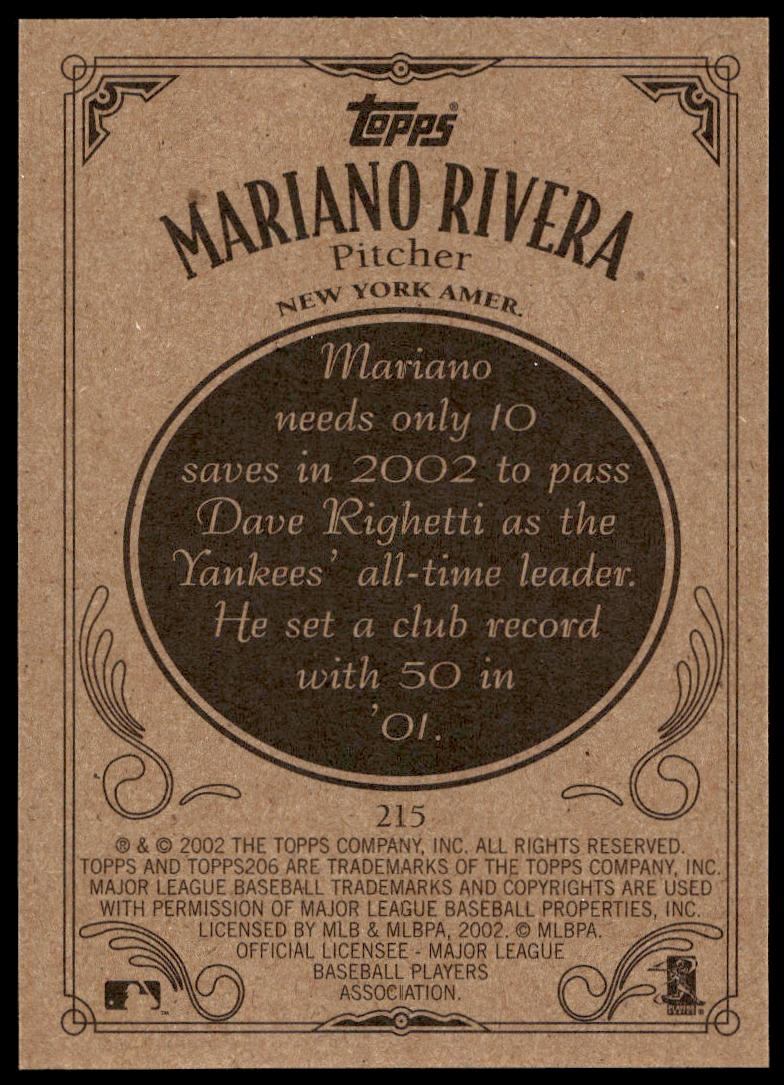 Topps®
MARIANO RIVERA
Pitcher
NEW YORK AMER.
Mariano
needs only 10
saves in 2002 to pass
Dave Righetti as the
Yankees' all-time leader.
He set a club record
with 50 in
'01.
215
® & © 2002 THE TOPPS COMPANY, INC. ALL RIGHTS RESERVED.
TOPPS AND TOPPS206 ARE TRADEMARKS OF THE TOPPS COMPANY, INC.
MAJOR LEAGUE BASEBALL TRADEMARKS AND COPYRIGHTS ARE USED
WITH PERMISSION OF MAJOR LEAGUE BASEBALL PROPERTIES, INC.
LICENSED BY MLB & MLBPA, 2002. © MLBPA.
OFFICIAL LICENSEE - MAJOR LEAGUE
BASEBALL PLAYERS
ASSOCIATION.
™